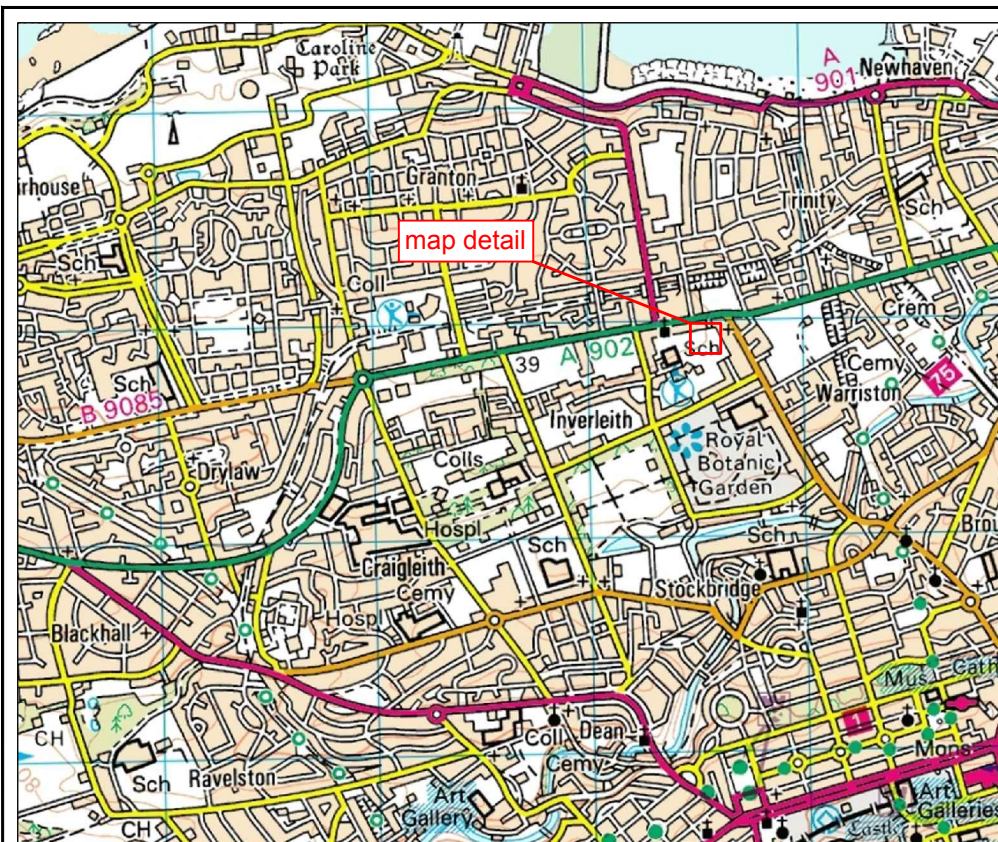 Caroline
Park
A
901
Newhaven
irhouse
Granton
Trinity
Sch
map detail
Sch
Coll
Crem
Sch
A 902
39
Sch
B 9085
Cemy
Warriston
75
Inverleith
Royal
Botanic
Garden
Drylaw
Colls
Hospl
Sch
Sch
Brou
Craigleith
Cemy
Stockbridge
Hospl
Blackhall
Mus
Cath
CH
Coll
Dean
1
Mons
Cemy
Sch
Ravelston
Art
Gallery
Art
Galleries
CH
Castle